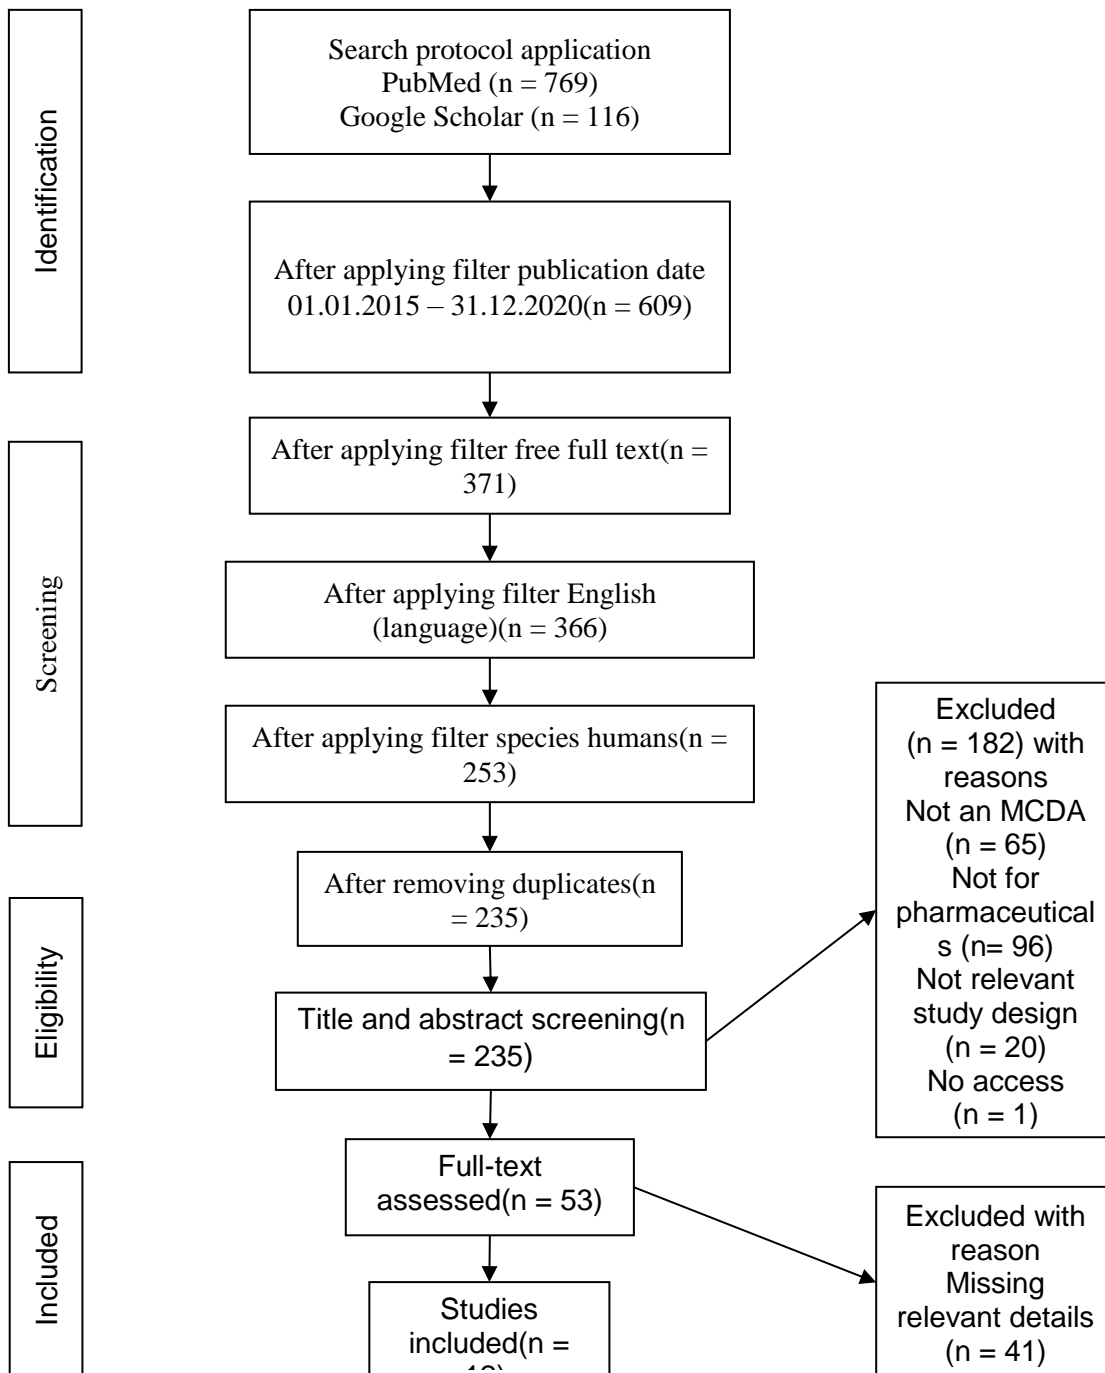 Identification
Search protocol application
PubMed (n = 769)
Google Scholar (n = 116)
After applying filter publication date
01.01.2015 – 31.12.2020(n = 609)
Screening
After applying filter free full text(n =
371)
After applying filter English
(language)(n = 366)
After applying filter species humans(n =
253)
Eligibility
After removing duplicates(n
= 235)
Title and abstract screening(n
= 235)
Excluded
(n = 182) with
reasons
Not an MCDA
(n = 65)
Not for
pharmaceutical
s (n= 96)
Not relevant
study design
(n = 20)
No access
(n = 1)
Included
Full-text
assessed(n = 53)
Excluded with
reason
Missing
relevant details
(n = 41)
Studies
included(n =